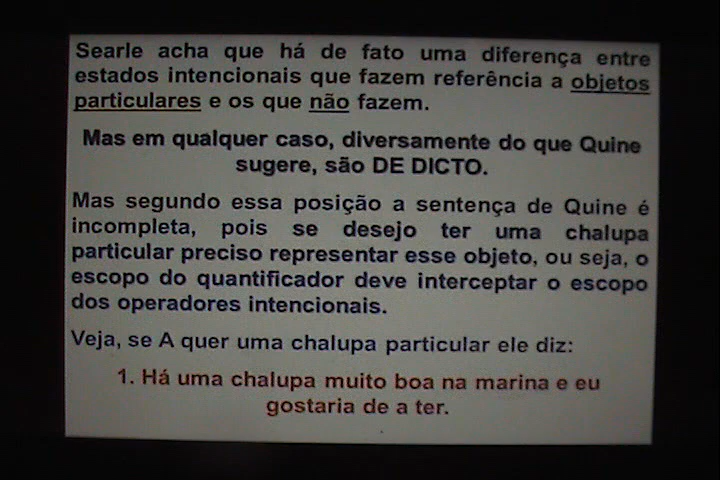 Searle acha que há de fato uma diferença entre
estados intencionais que fazem referência a objetos
particulares e os que não fazem.
Mas em qualquer caso, diversamente do que Quine
sugere, são DE DICTO.
Mas segundo essa posição a sentença de Quine é
incompleta, pois se desejo ter uma chalupa
particular preciso representar esse objeto, ou seja, o
escopo do quantificador deve interceptar o escopo
dos operadores intencionais.
Veja, se A quer uma chalupa particular ele diz:
1. Há uma chalupa muito boa na marina e eu
gostaria de a ter.